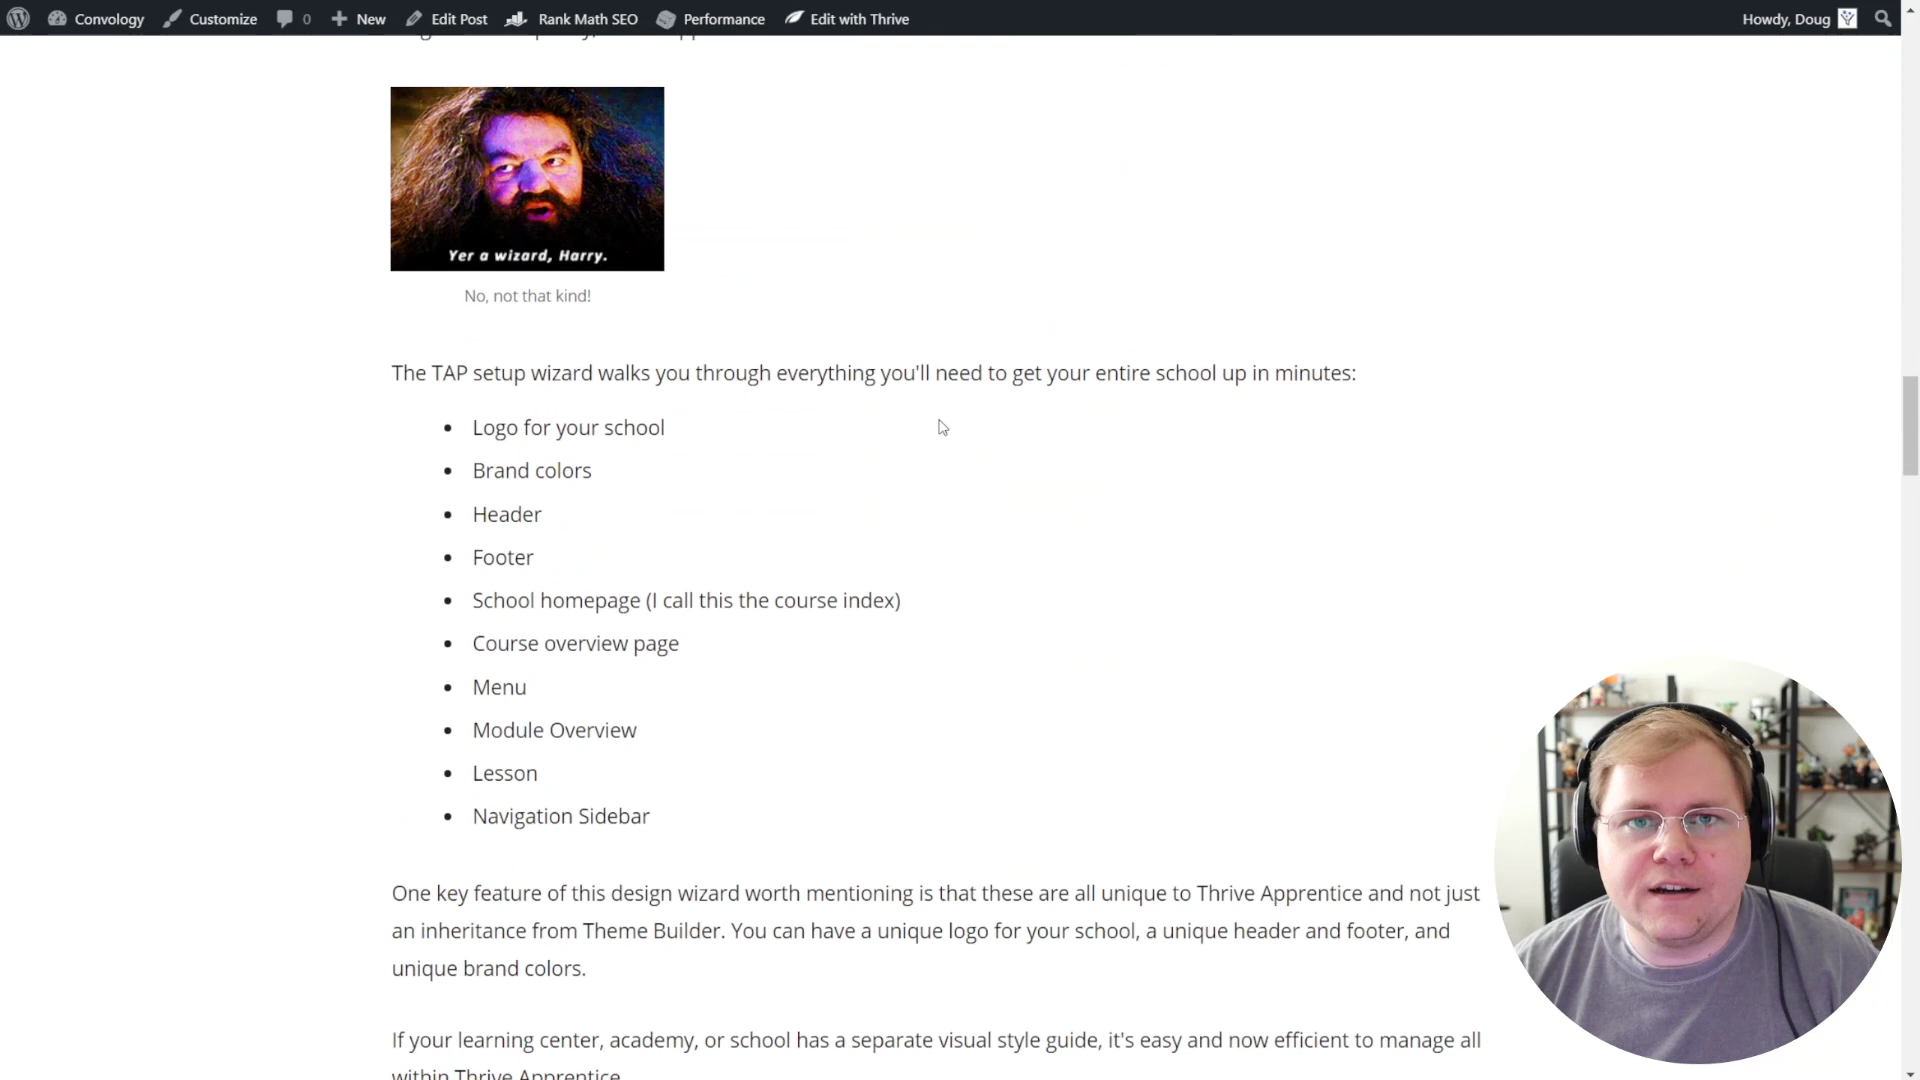 Convology Customize 0 New Edit Post Rank Math SEO Performance Edit with Thrive Howdy, Doug
Yer a wizard, Harry.
No, not that kind!
The TAP setup wizard walks you through everything you'll need to get your entire school up in minutes:
• Logo for your school
• Brand colors
• Header
• Footer
• School homepage (I call this the course index)
• Course overview page
• Menu
• Module Overview
• Lesson
• Navigation Sidebar
One key feature of this design wizard worth mentioning is that these are all unique to Thrive Apprentice and not just
an inheritance from Theme Builder. You can have a unique logo for your school, a unique header and footer, and
unique brand colors.
If your learning center, academy, or school has a separate visual style guide, it's easy and now efficient to manage all
within Thrive Apprentice.